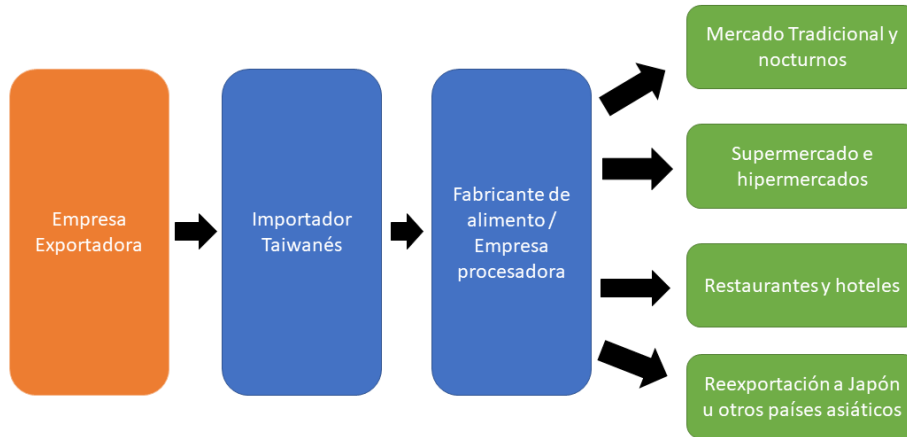 Empresa
Exportadora
Importador
Taiwanés
Fabricante de
alimento /
Empresa
procesadora
Mercado Tradicional y
nocturnos
Supermercado e
hipermercados
Restaurantes y hoteles
Reexportación a Japón
u otros países asiáticos